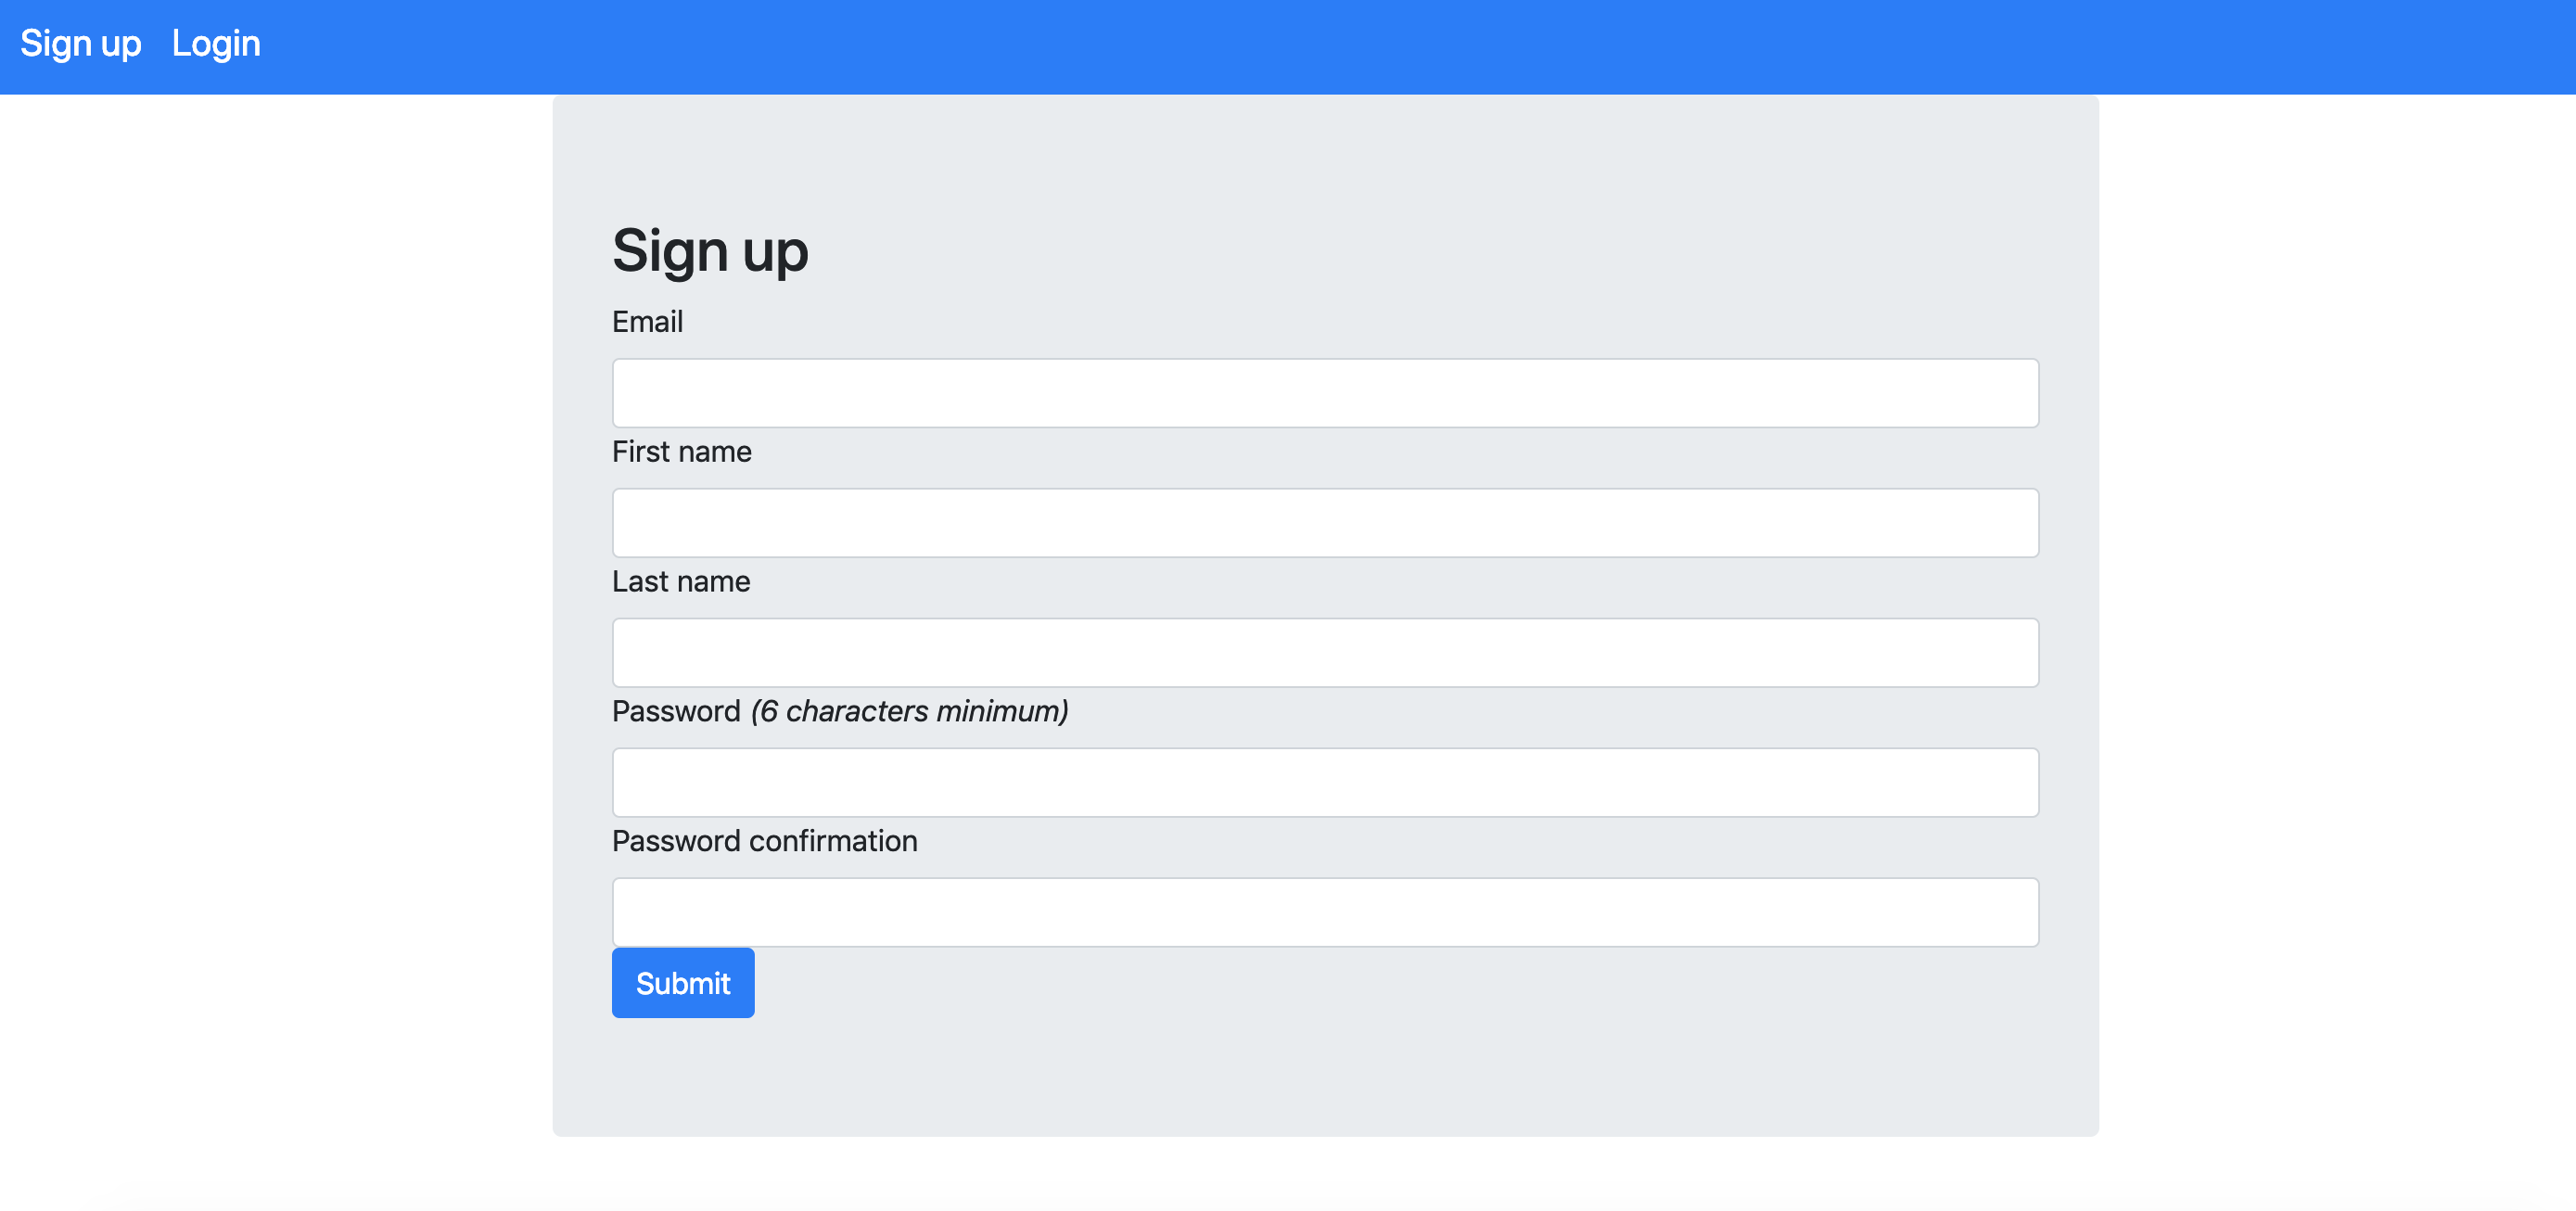 Sign up Login
Sign up
Email
First name
Last name
Password (6 characters minimum)
Password confirmation
Submit